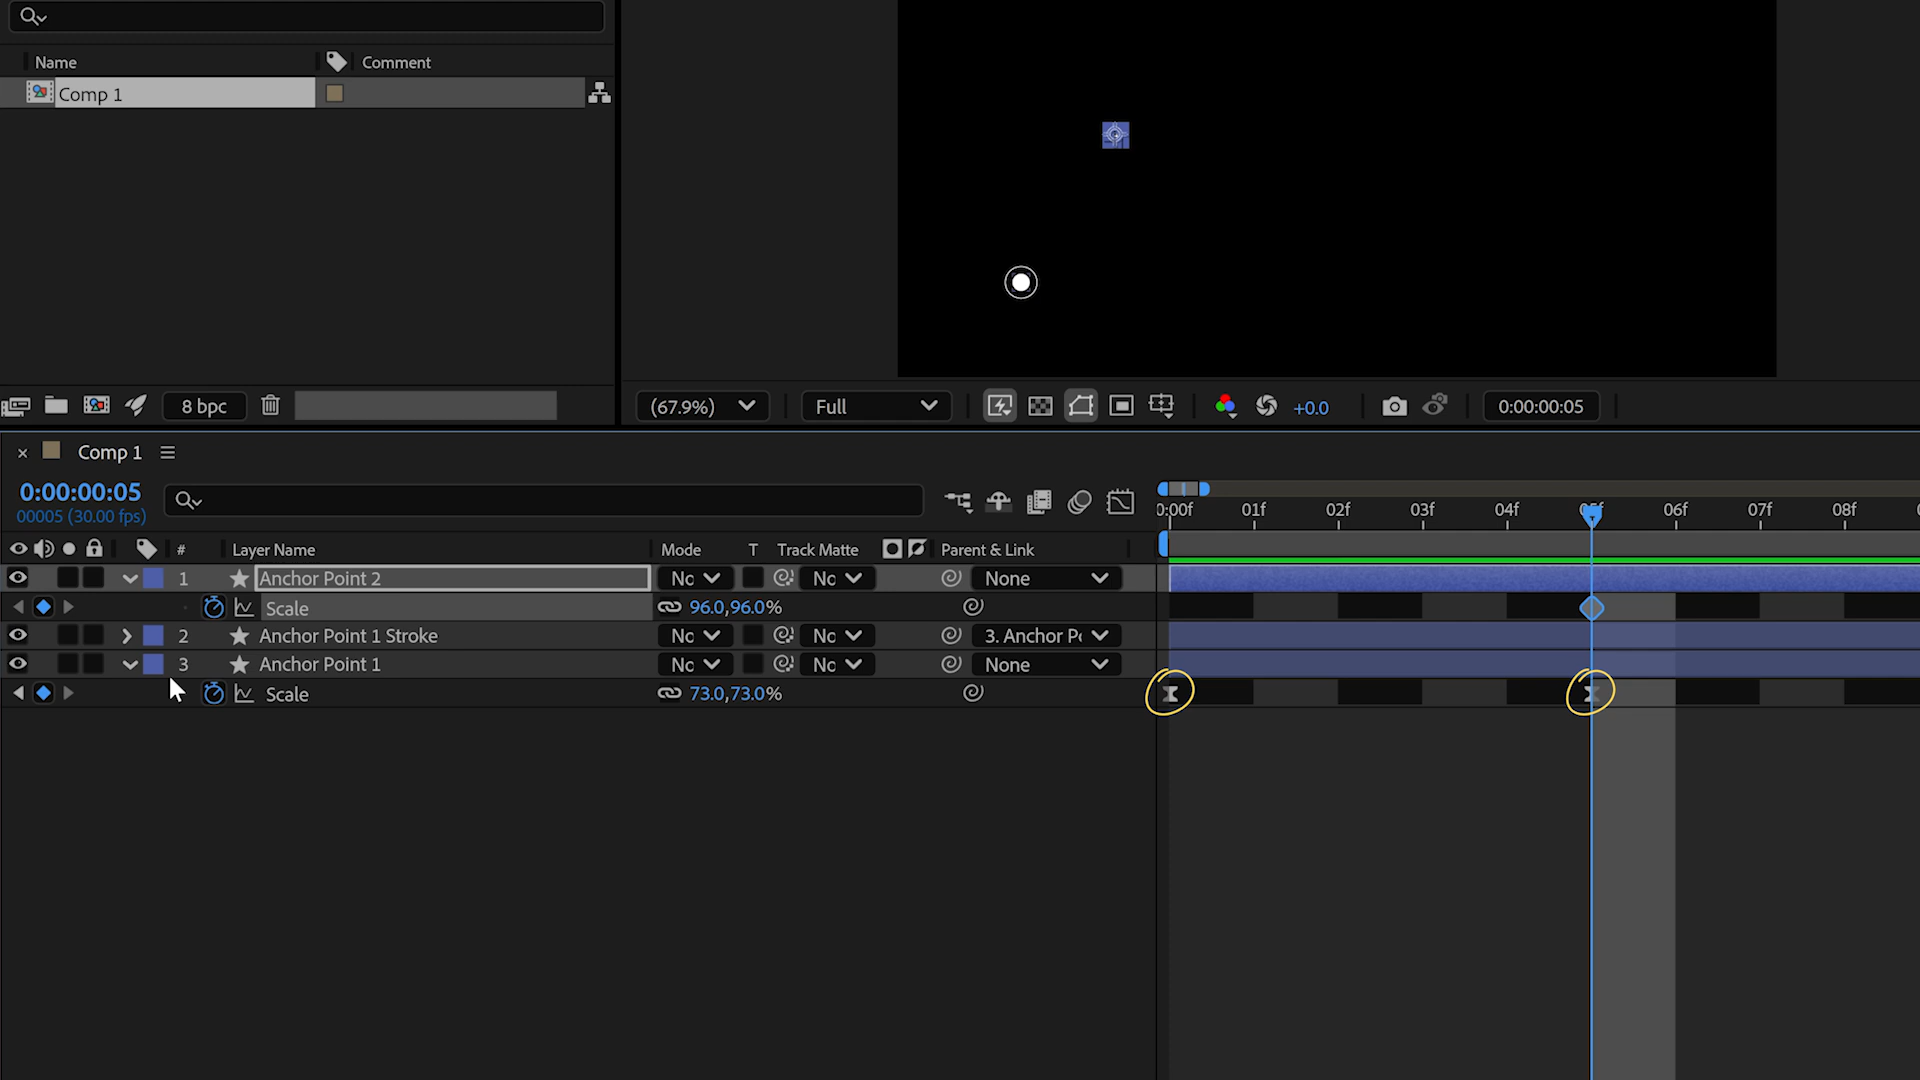 Name Comment
Comp 1
8 bpc
(67.9%) Full +0.0 0:00:00:05
Comp 1
0:00:00:05
00005 (30.00 fps)
0:00f 01f 02f 03f 04f 05f 06f 07f 08f
# Layer Name Mode T Track Matte Parent & Link
1 Anchor Point 2 Nc Nc None
Scale 96.0,96.0%
2 Anchor Point 1 Stroke Nc Nc 3. Anchor Pc
3 Anchor Point 1 Nc Nc None
Scale 73.0,73.0%